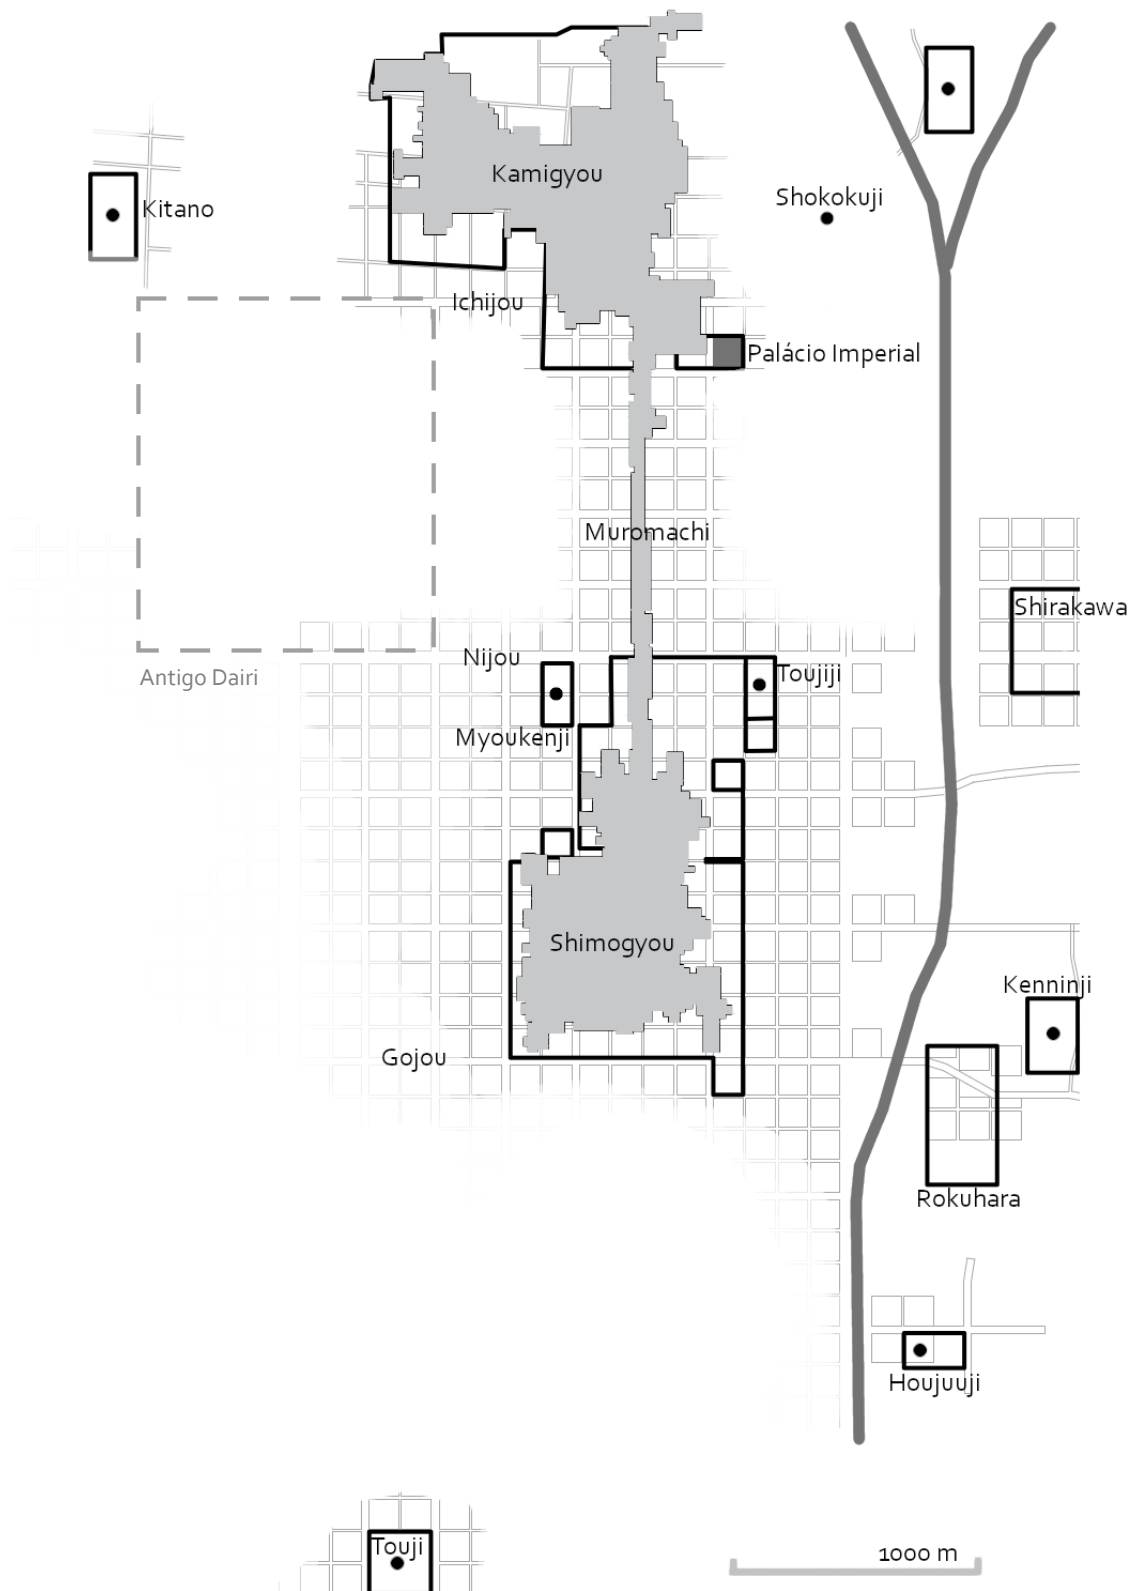 Kamigyou
Shokokuji
Kitano
Ichijou
Palácio Imperial
Muromachi
Shirakawa
Nijou
Toujiji
Antigo Dairi
Myoukenji
Shimogyou
Kenninji
Gojou
Rokuhara
Houjuuji
Touji
1000 m